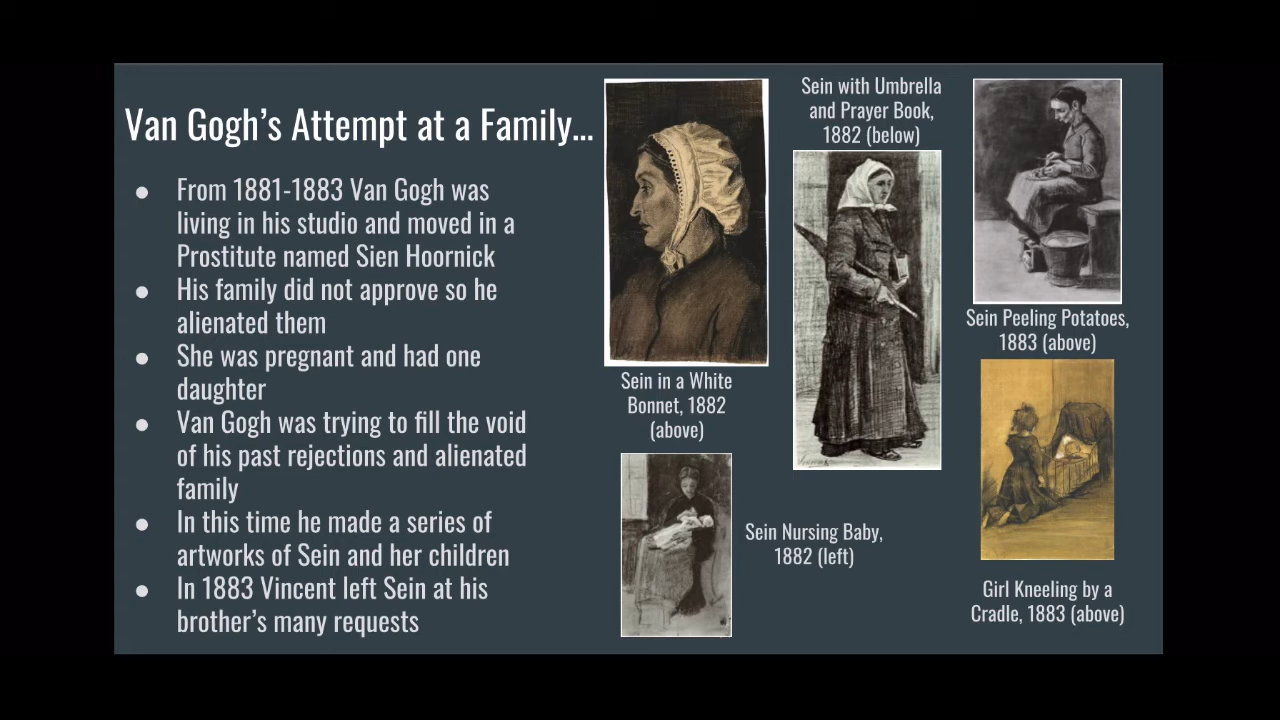 Van Gogh's Attempt at a Family...
● From 1881-1883 Van Gogh was
living in his studio and moved in a
Prostitute named Sien Hoornick
● His family did not approve so he
alienated them
● She was pregnant and had one
daughter
● Van Gogh was trying to fill the void
of his past rejections and alienated
family
● In this time he made a series of
artworks of Sein and her children
● In 1883 Vincent left Sein at his
brother's many requests
Sein in a White
Bonnet, 1882
(above)
Sein with Umbrella
and Prayer Book,
1882 (below)
Sein Peeling Potatoes,
1883 (above)
Sein Nursing Baby,
1882 (left)
Girl Kneeling by a
Cradle, 1883 (above)